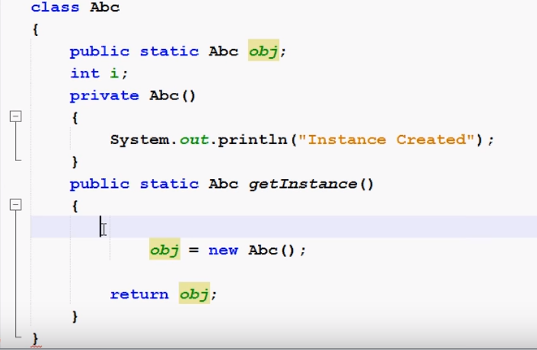 class Abc
{
public static Abc obj;
int i;
private Abc()
{
System.out.println("Instance Created");
}
public static Abc getInstance()
{
obj = new Abc();
return obj;
}
}